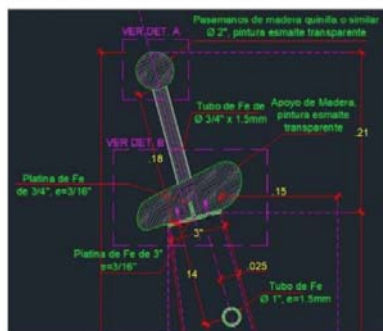 Pasamanos de madera quinilla o similar
Ø 2", pintura esmalte transparente
VER DET. A
Tubo de Fe de
Ø 3/4" x 1.5mm
Apoyo de Madera,
pintura esmalte
transparente
.21
VER DET. B
.18
Platina de Fe
de 3/4", e=3/16"
.15
3"
Platina de Fe de 3"
e=3/16"
14
.025
Tubo de Fe
Ø 1", e=1.5mm